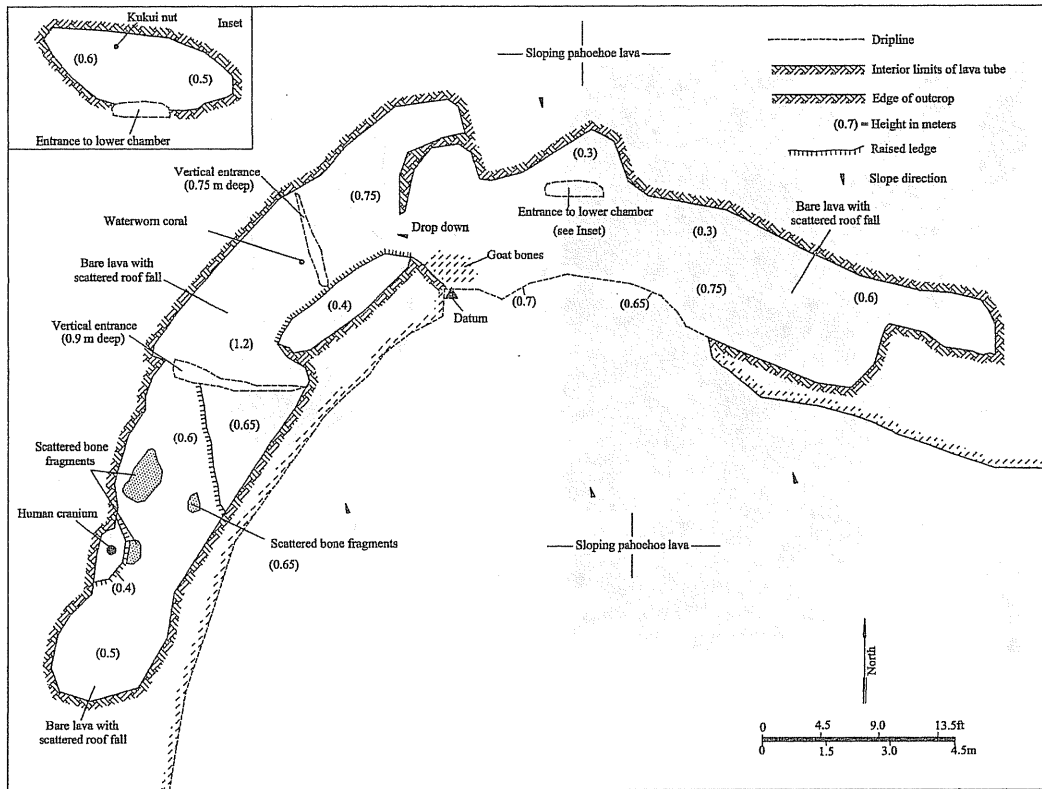 Kukui nut
Inset
(0.6)
(0.5)
Entrance to lower chamber
Sloping pahoehoe lava
Dripline
Interior limits of lava tube
Edge of outcrop
(0.7) = Height in meters
Raised ledge
Slope direction
Vertical entrance
(0.75 m deep)
(0.75)
(0.3)
Waterworn coral
Drop down
Entrance to lower chamber
(see Inset)
Bare lava with
scattered roof fall
(0.3)
Bare lava with
scattered roof fall
Goat bones
(0.4)
Datum
(0.7)
(0.65)
(0.75)
(0.6)
Vertical entrance
(0.9 m deep)
(1.2)
(0.6)
(0.65)
Scattered bone
fragments
Human cranium
Scattered bone fragments
(0.65)
Sloping pahoehoe lava
(0.4)
(0.5)
Bare lava with
scattered roof fall
North
0 4.5 9.0 13.5ft
0 1.5 3.0 4.5m